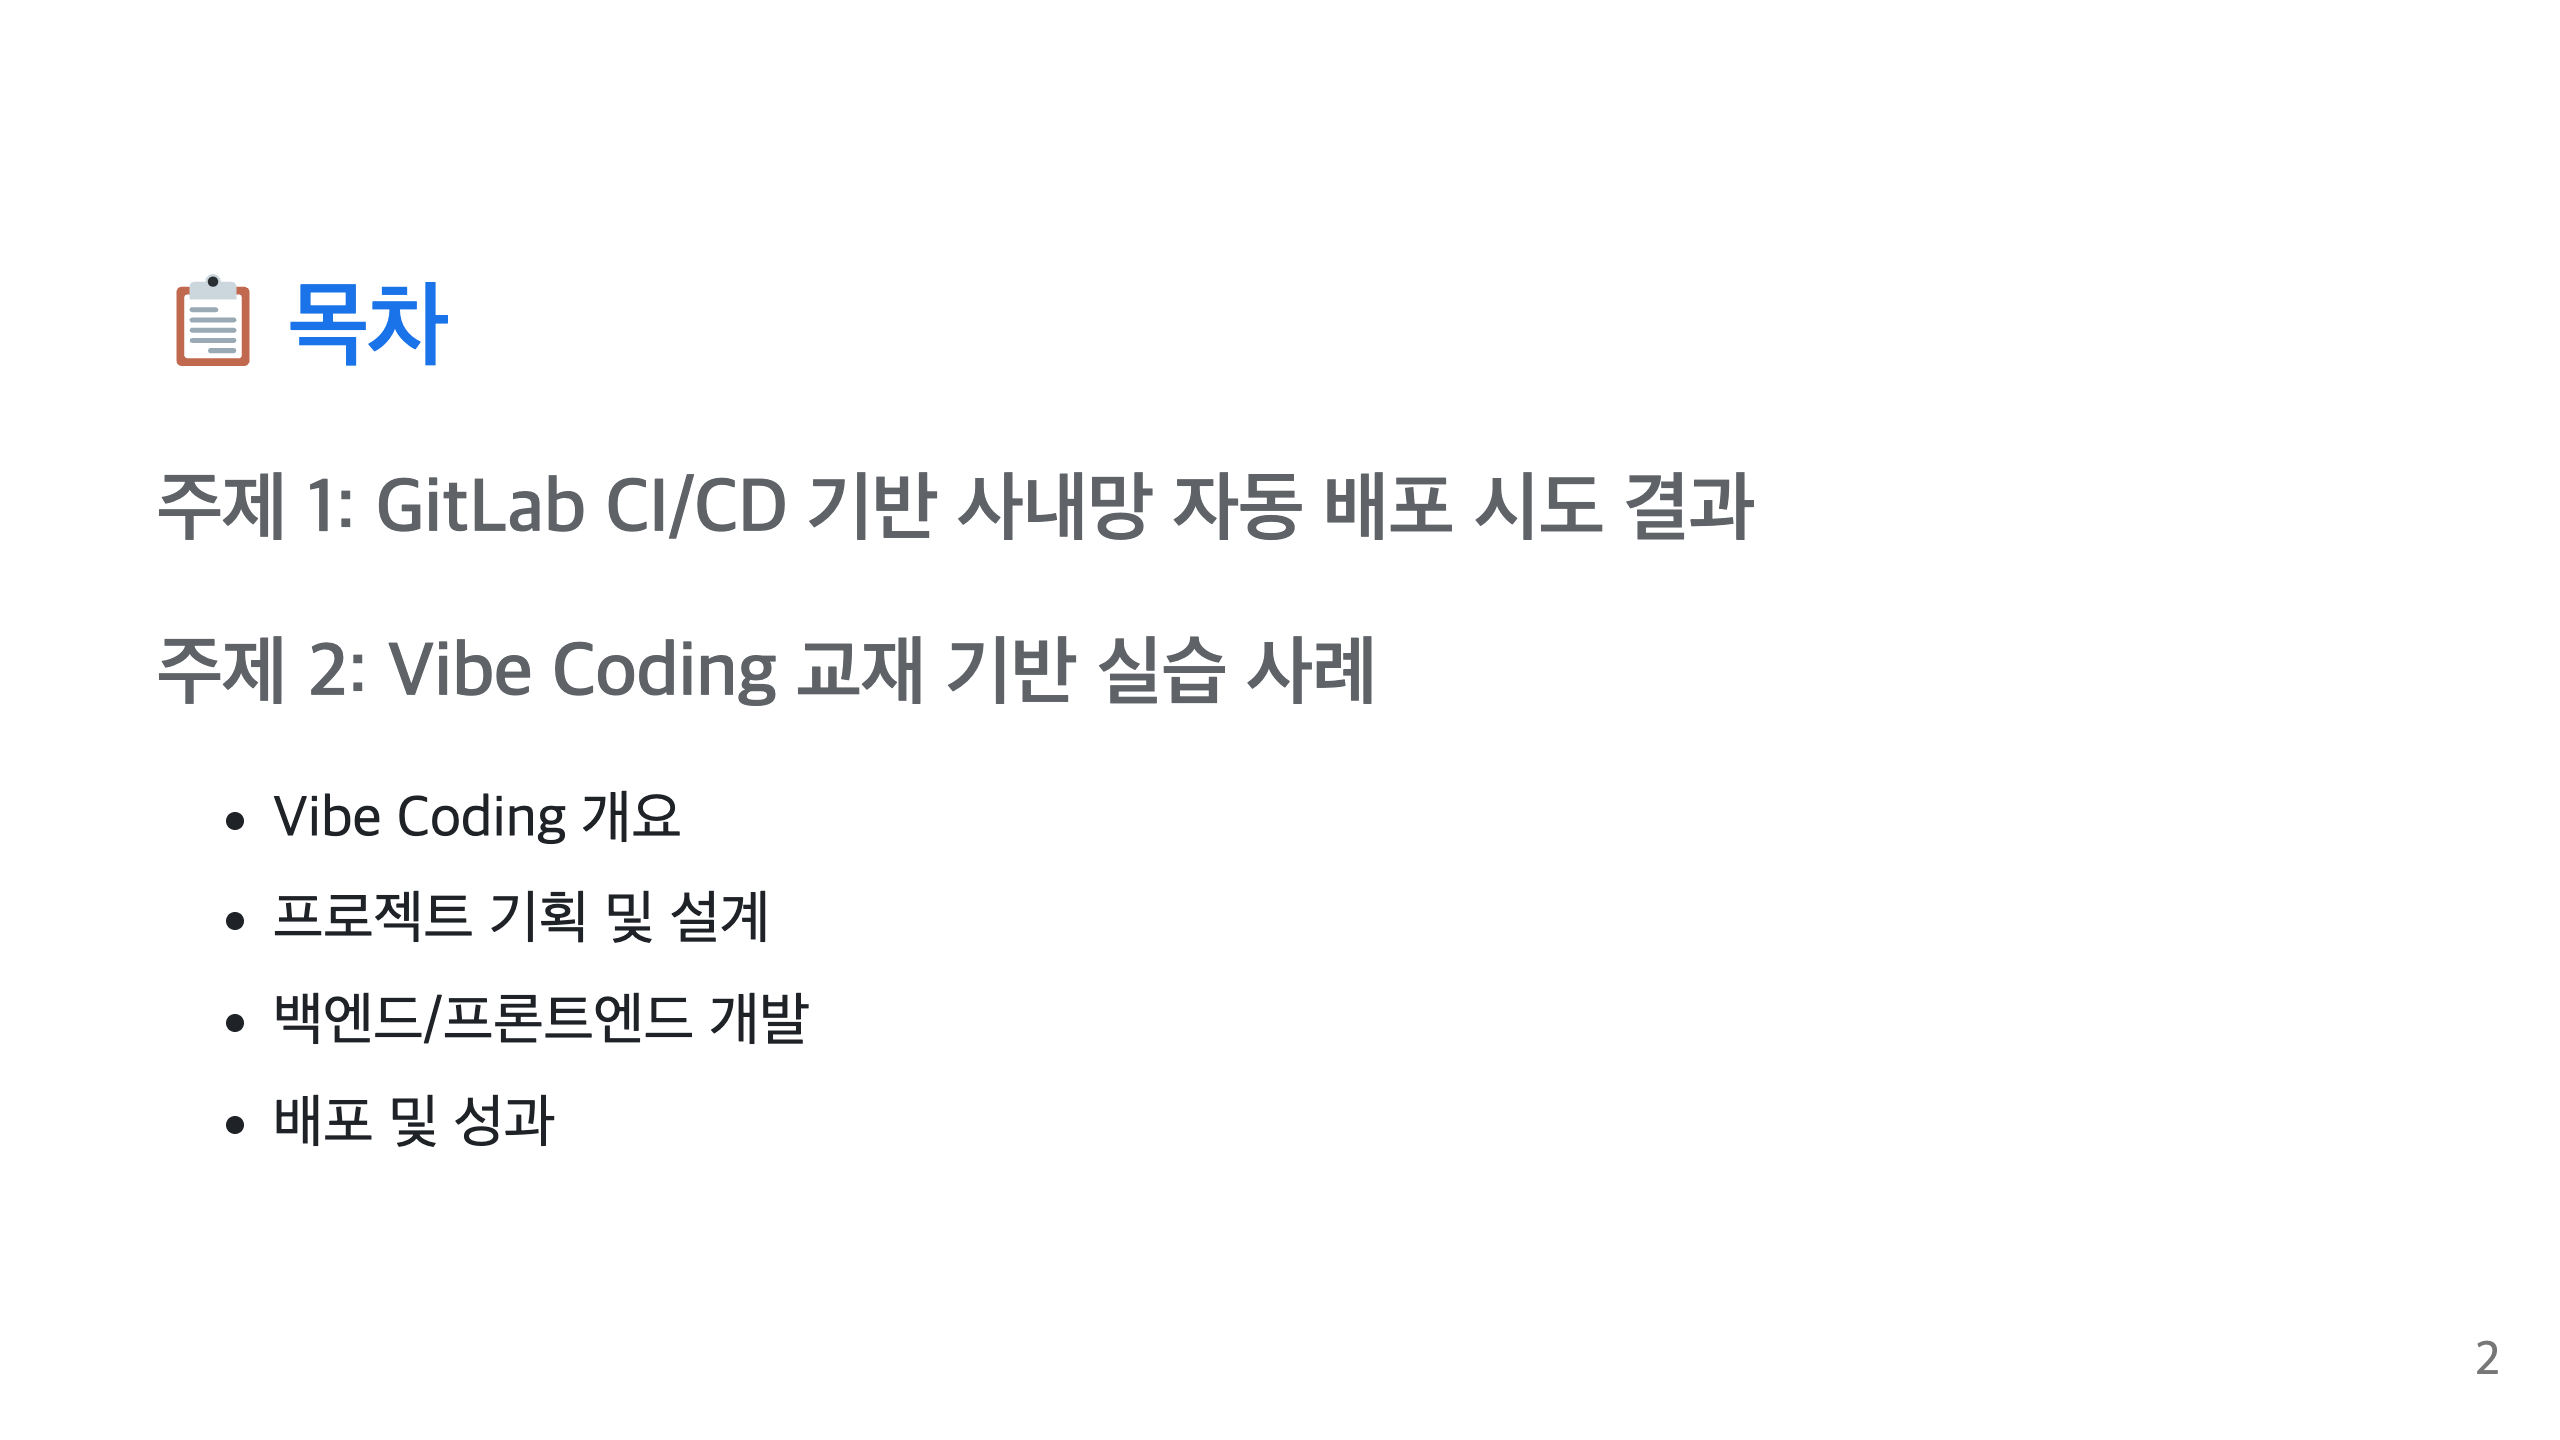 목차
주제 1: GitLab CI/CD 기반 사내망 자동 배포 시도 결과
주제 2: Vibe Coding 교재 기반 실습 사례
• Vibe Coding 개요
• 프로젝트 기획 및 설계
• 백엔드/프론트엔드 개발
• 배포 및 성과
2